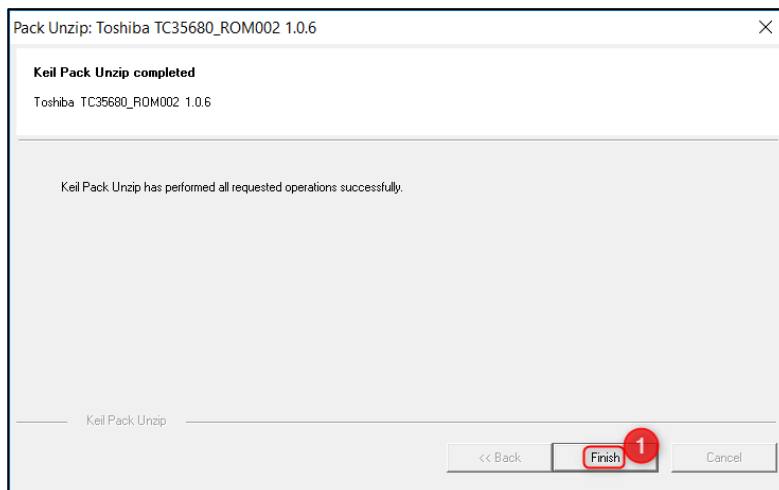 Pack Unzip: Toshiba TC35680_ROM002 1.0.6
Keil Pack Unzip completed
Toshiba TC35680_ROM002 1.0.6
Keil Pack Unzip has performed all requested operations successfully.
Keil Pack Unzip
<< Back Finish 1 Cancel